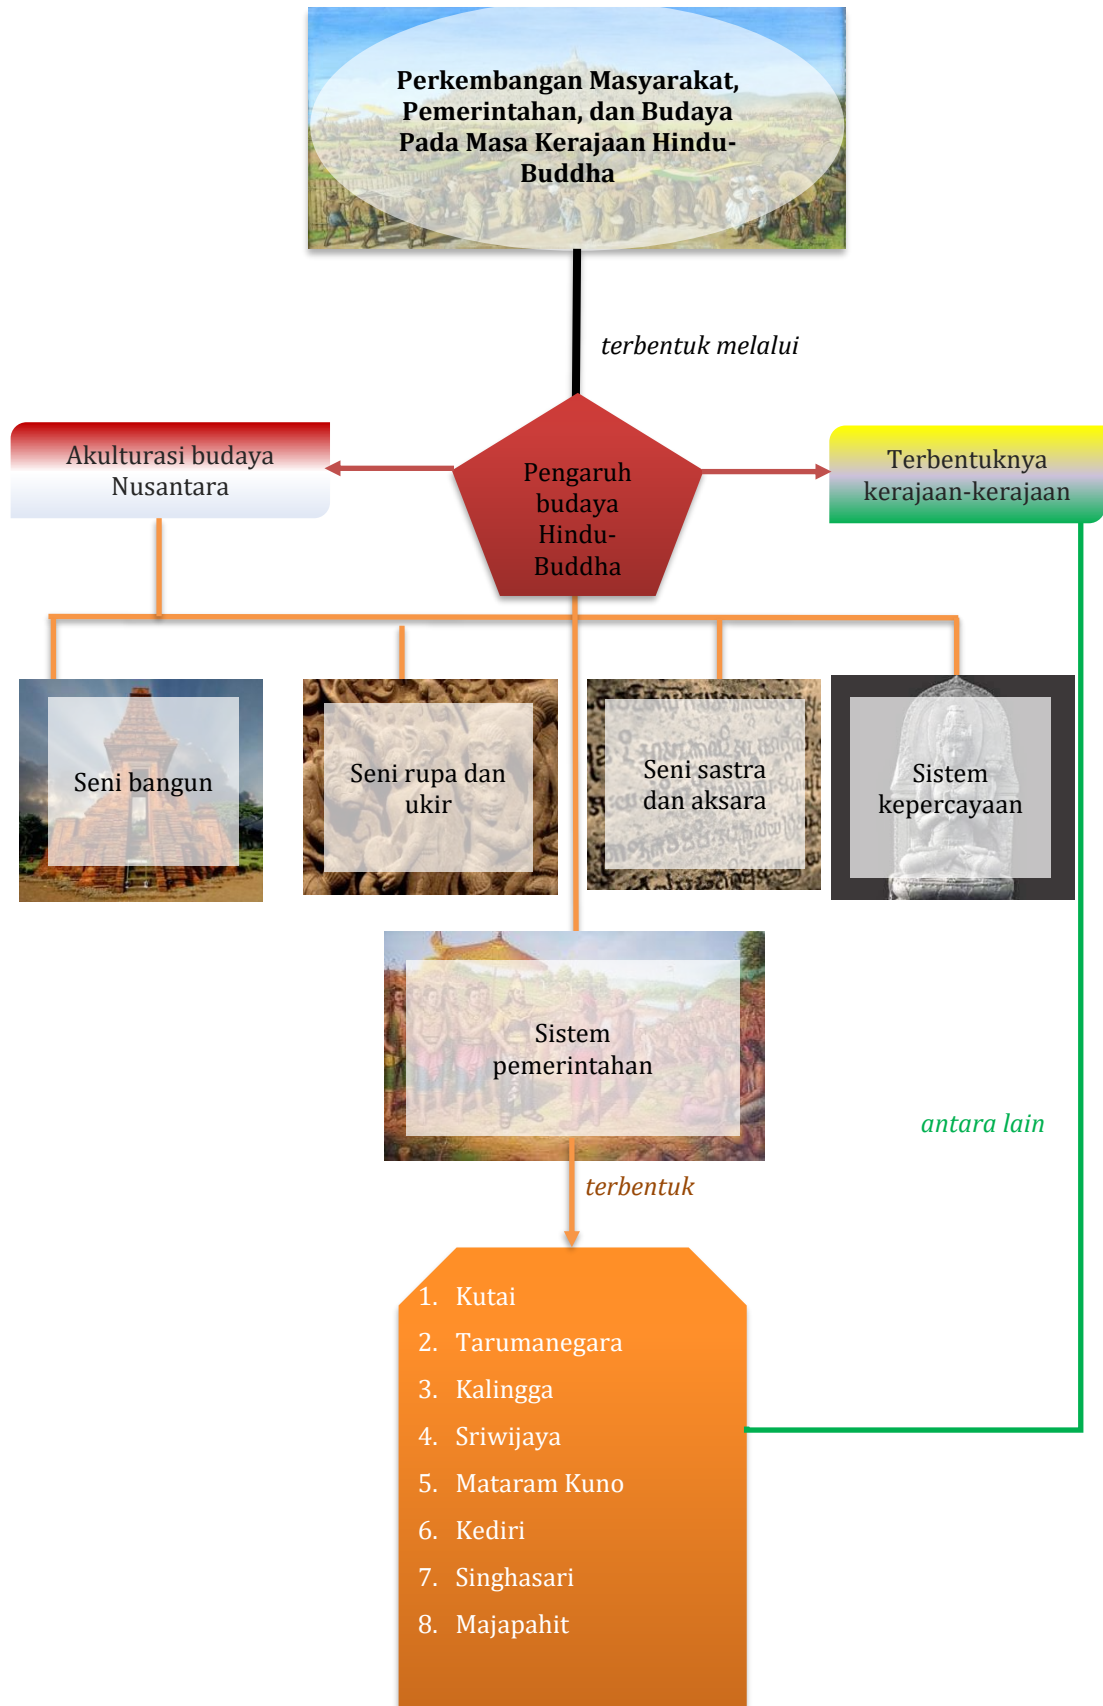 Perkembangan Masyarakat,
Pemerintahan, dan Budaya
Pada Masa Kerajaan Hindu-
Buddha
terbentuk melalui
Akulturasi budaya
Nusantara
Pengaruh
budaya
Hindu-
Buddha
Terbentuknya
kerajaan-kerajaan
Seni bangun
Seni rupa dan
ukir
Seni sastra
dan aksara
Sistem
kepercayaan
Sistem
pemerintahan
antara lain
terbentuk
1. Kutai
2. Tarumanegara
3. Kalingga
4. Sriwijaya
5. Mataram Kuno
6. Kediri
7. Singhasari
8. Majapahit